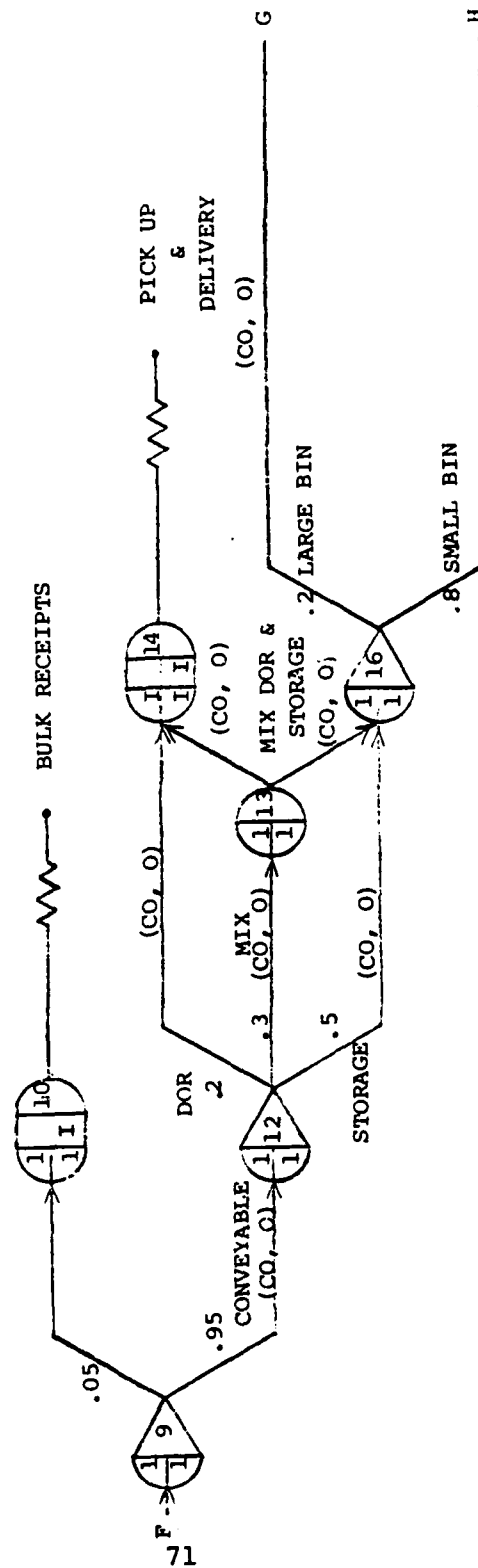 F
1
1
9
.05
.95
1
1
I
10
BULK RECEIPTS
CONVEYABLE
(CO, O)
1
1
12
DOR
.2
.3
.5
STORAGE
(CO, O)
MIX
(CO, O)
(CO, O)
1
1
13
I
I
I
14
(CO, O)
PICK UP
&
DELIVERY
MIX DOR &
STORAGE
(CO, O)
1
1
16
.2 LARGE BIN
.8 SMALL BIN
(CO, O)
G
H
71